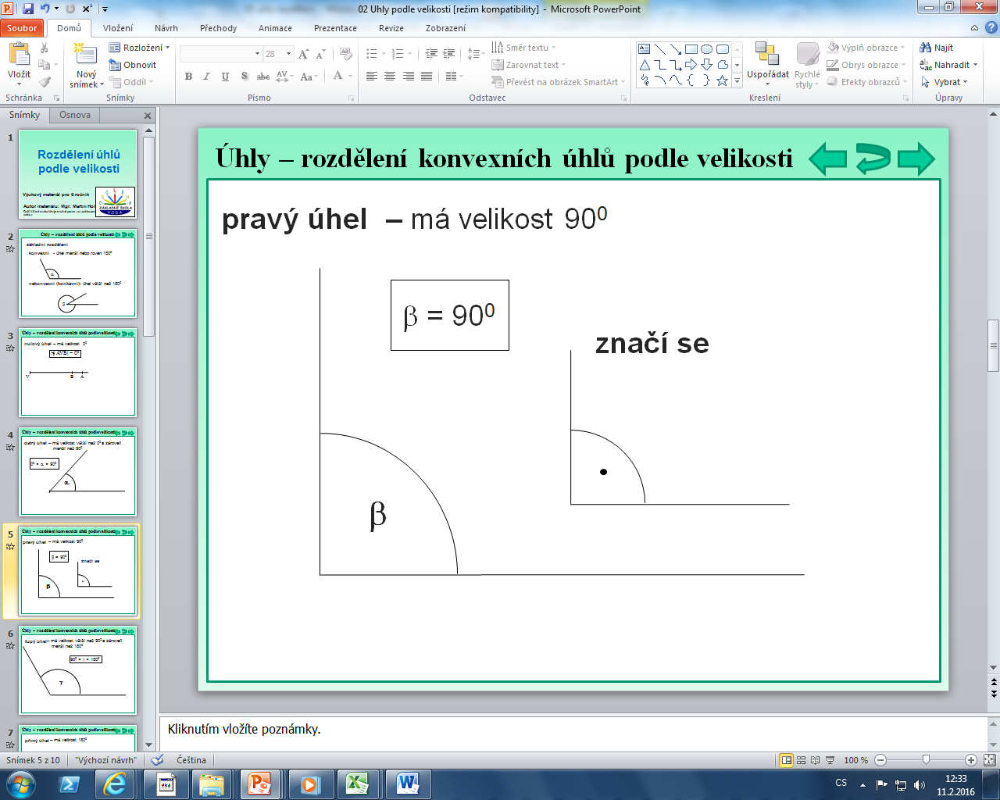 02 Uhly podle velikosti [režim kompatibility] - Microsoft PowerPoint
Soubor Domů Vložení Návrh Přechody Animace Prezentace Revize Zobrazení
Vložit
Schránka
Nový snímek
Rozložení
Obnovit
Oddíl
Snímky
28
B I U S abc AV Aa A
Písmo
Směr textu
Zarovnat text
Převést na obrázek SmartArt
Odstavec
Uspořádat
Rychlé styly
Výplň obrazce
Obrys obrazce
Efekty obrazců
Kreslení
Najít
Nahradit
Vybrat
Úpravy
Snímky Osnova
1
Rozdělení úhlů
podle velikosti
Výukový materiál pro 6.ročník
Autor materiálu: Mgr. Martin
2
Úhly – rozdělení konvexních úhlů podle velikosti
základní rozdělení
konvexní - úhel menší nebo roven 180⁰
α
nekonvexní (konkávní)- úhel větší než 180⁰
3
Úhly – rozdělení konvexních úhlů podle velikosti
nulový úhel – má velikost 0⁰
|∢ AVB| = 0⁰
V B A
4
Úhly – rozdělení konvexních úhlů podle velikosti
ostrý úhel – má velikost větší než 0⁰ a zároveň
menší než 90⁰
α
5
Úhly – rozdělení konvexních úhlů podle velikosti
pravý úhel – má velikost 90⁰
β = 90⁰
značí se
β
6
Úhly – rozdělení konvexních úhlů podle velikosti
tupý úhel – má velikost větší než 90⁰ a zároveň
menší než 180⁰
γ
7
Úhly – rozdělení konvexních úhlů podle velikosti
přímý úhel – má velikost 180⁰
Úhly – rozdělení konvexních úhlů podle velikosti
pravý úhel – má velikost 90⁰
β = 90⁰
značí se
β
Kliknutím vložíte poznámky.
Snímek 5 z 10 "Výchozí návrh" Čeština 100 %
CS 12:33
11.2.2016